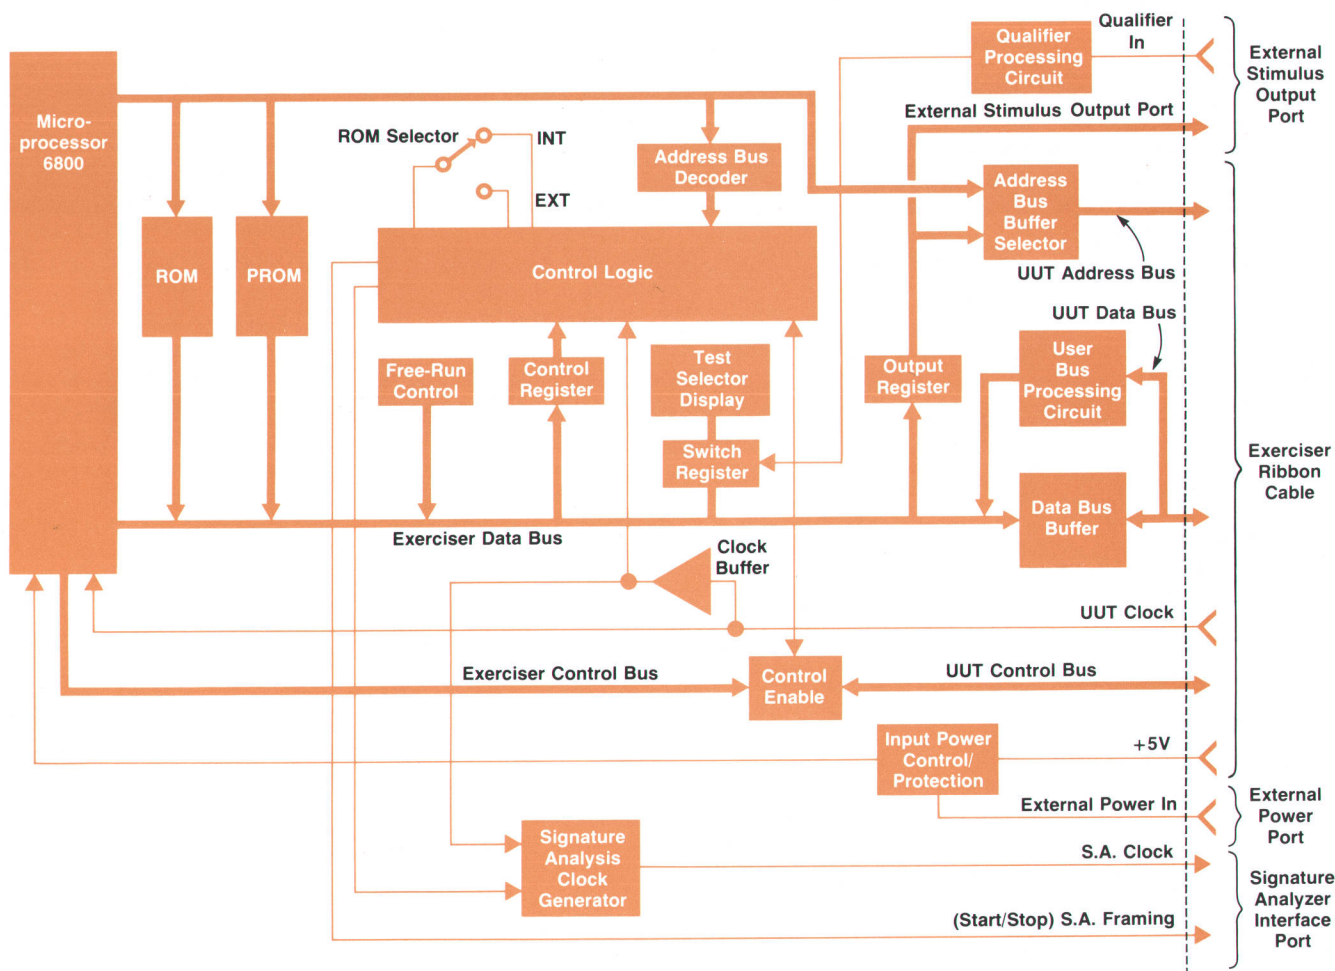 Micro-
processor
6800
ROM Selector
INT
EXT
Address Bus
Decoder
Qualifier
Processing
Circuit
Qualifier
In
External
Stimulus
Output
Port
External Stimulus Output Port
Address
Bus
Buffer
Selector
UUT Address Bus
ROM
PROM
Control Logic
UUT Data Bus
User
Bus
Processing
Circuit
Free-Run
Control
Control
Register
Test
Selector
Display
Output
Register
Switch
Register
Exerciser
Ribbon
Cable
Data Bus
Buffer
Exerciser Data Bus
Clock
Buffer
UUT Clock
Exerciser Control Bus
Control
Enable
UUT Control Bus
Input Power
Control/
Protection
+5V
External Power In
External
Power
Port
Signature
Analysis
Clock
Generator
S.A. Clock
(Start/Stop) S.A. Framing
Signature
Analyzer
Interface
Port